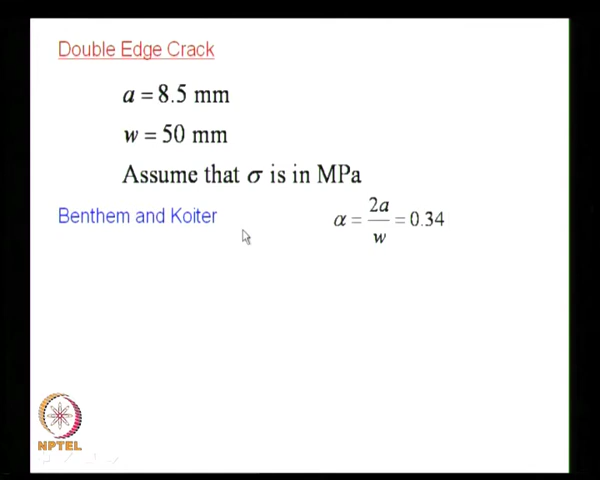 Double Edge Crack
a = 8.5 mm
w = 50 mm
Assume that σ is in MPa
Benthem and Koiter
α = 2a/w = 0.34
NPTEL